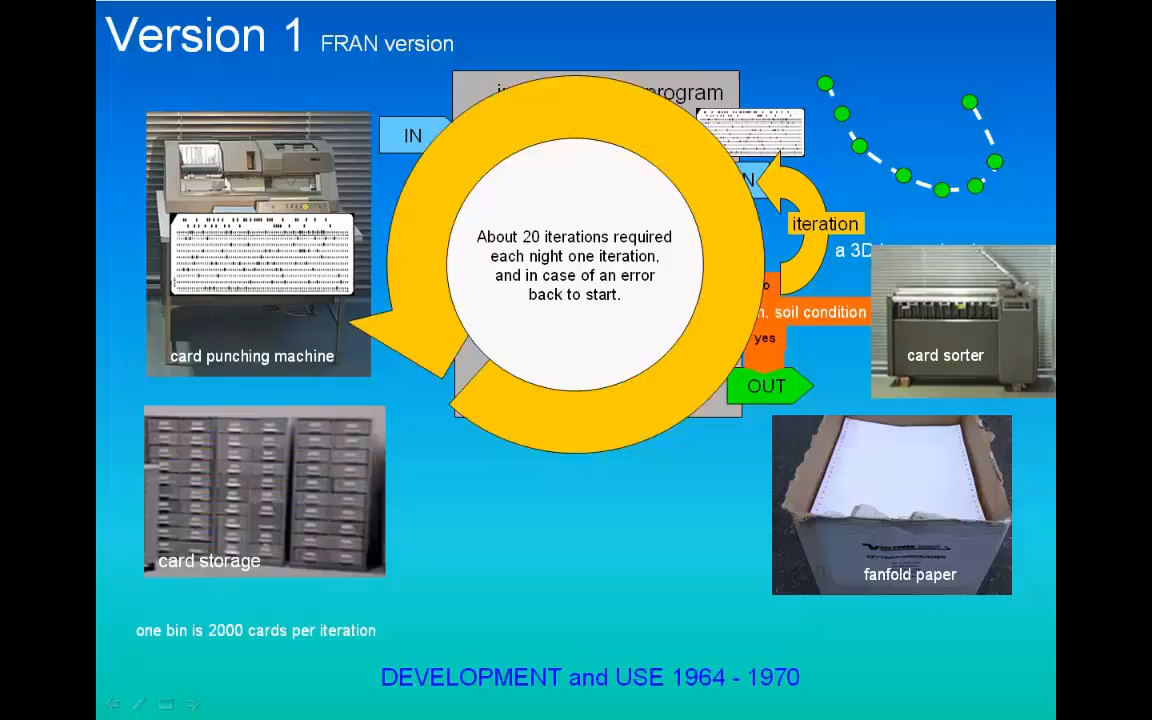 Version 1 FRAN version
program
IN
iteration
About 20 iterations required
each night one iteration,
and in case of an error
back to start.
a 3D
soil condition
yes
OUT
card punching machine
card sorter
card storage
VIKING
fanfold paper
one bin is 2000 cards per iteration
DEVELOPMENT and USE 1964 - 1970